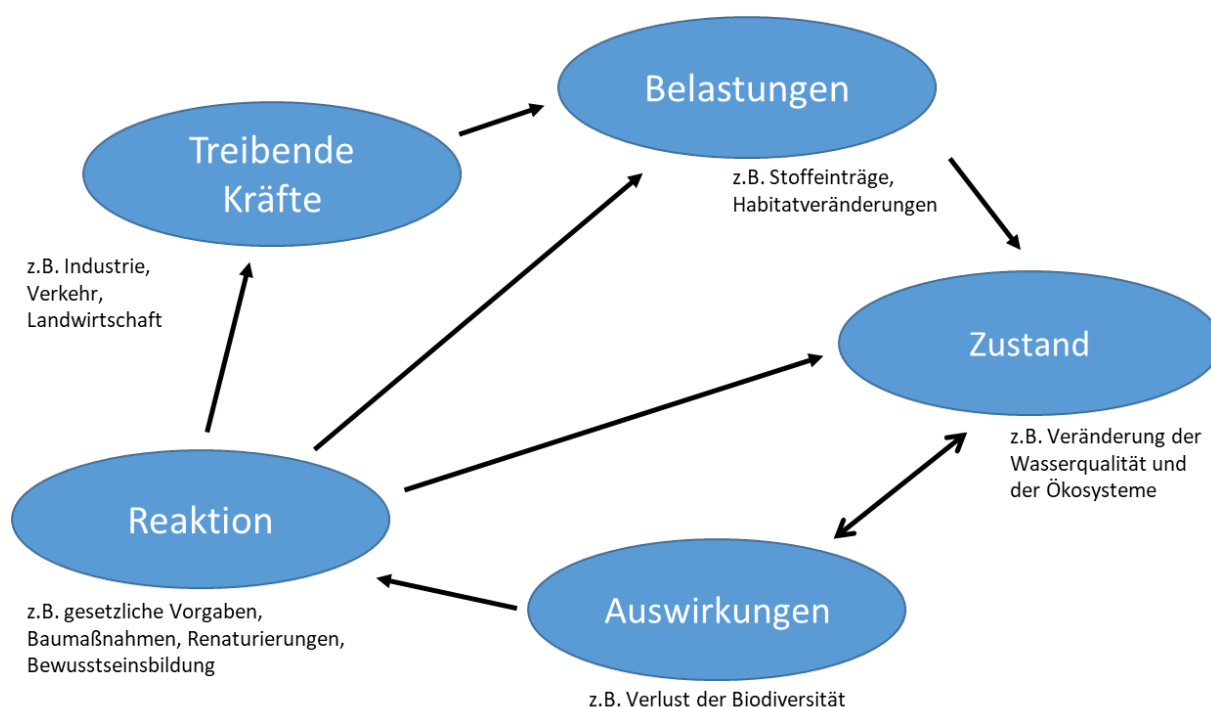 Belastungen
z.B. Stoffeinträge,
Habitatveränderungen
Treibende
Kräfte
z.B. Industrie,
Verkehr,
Landwirtschaft
Zustand
z.B. Veränderung der
Wasserqualität und
der Ökosysteme
Reaktion
z.B. gesetzliche Vorgaben,
Baumaßnahmen, Renaturierungen,
Bewusstseinsbildung
Auswirkungen
z.B. Verlust der Biodiversität